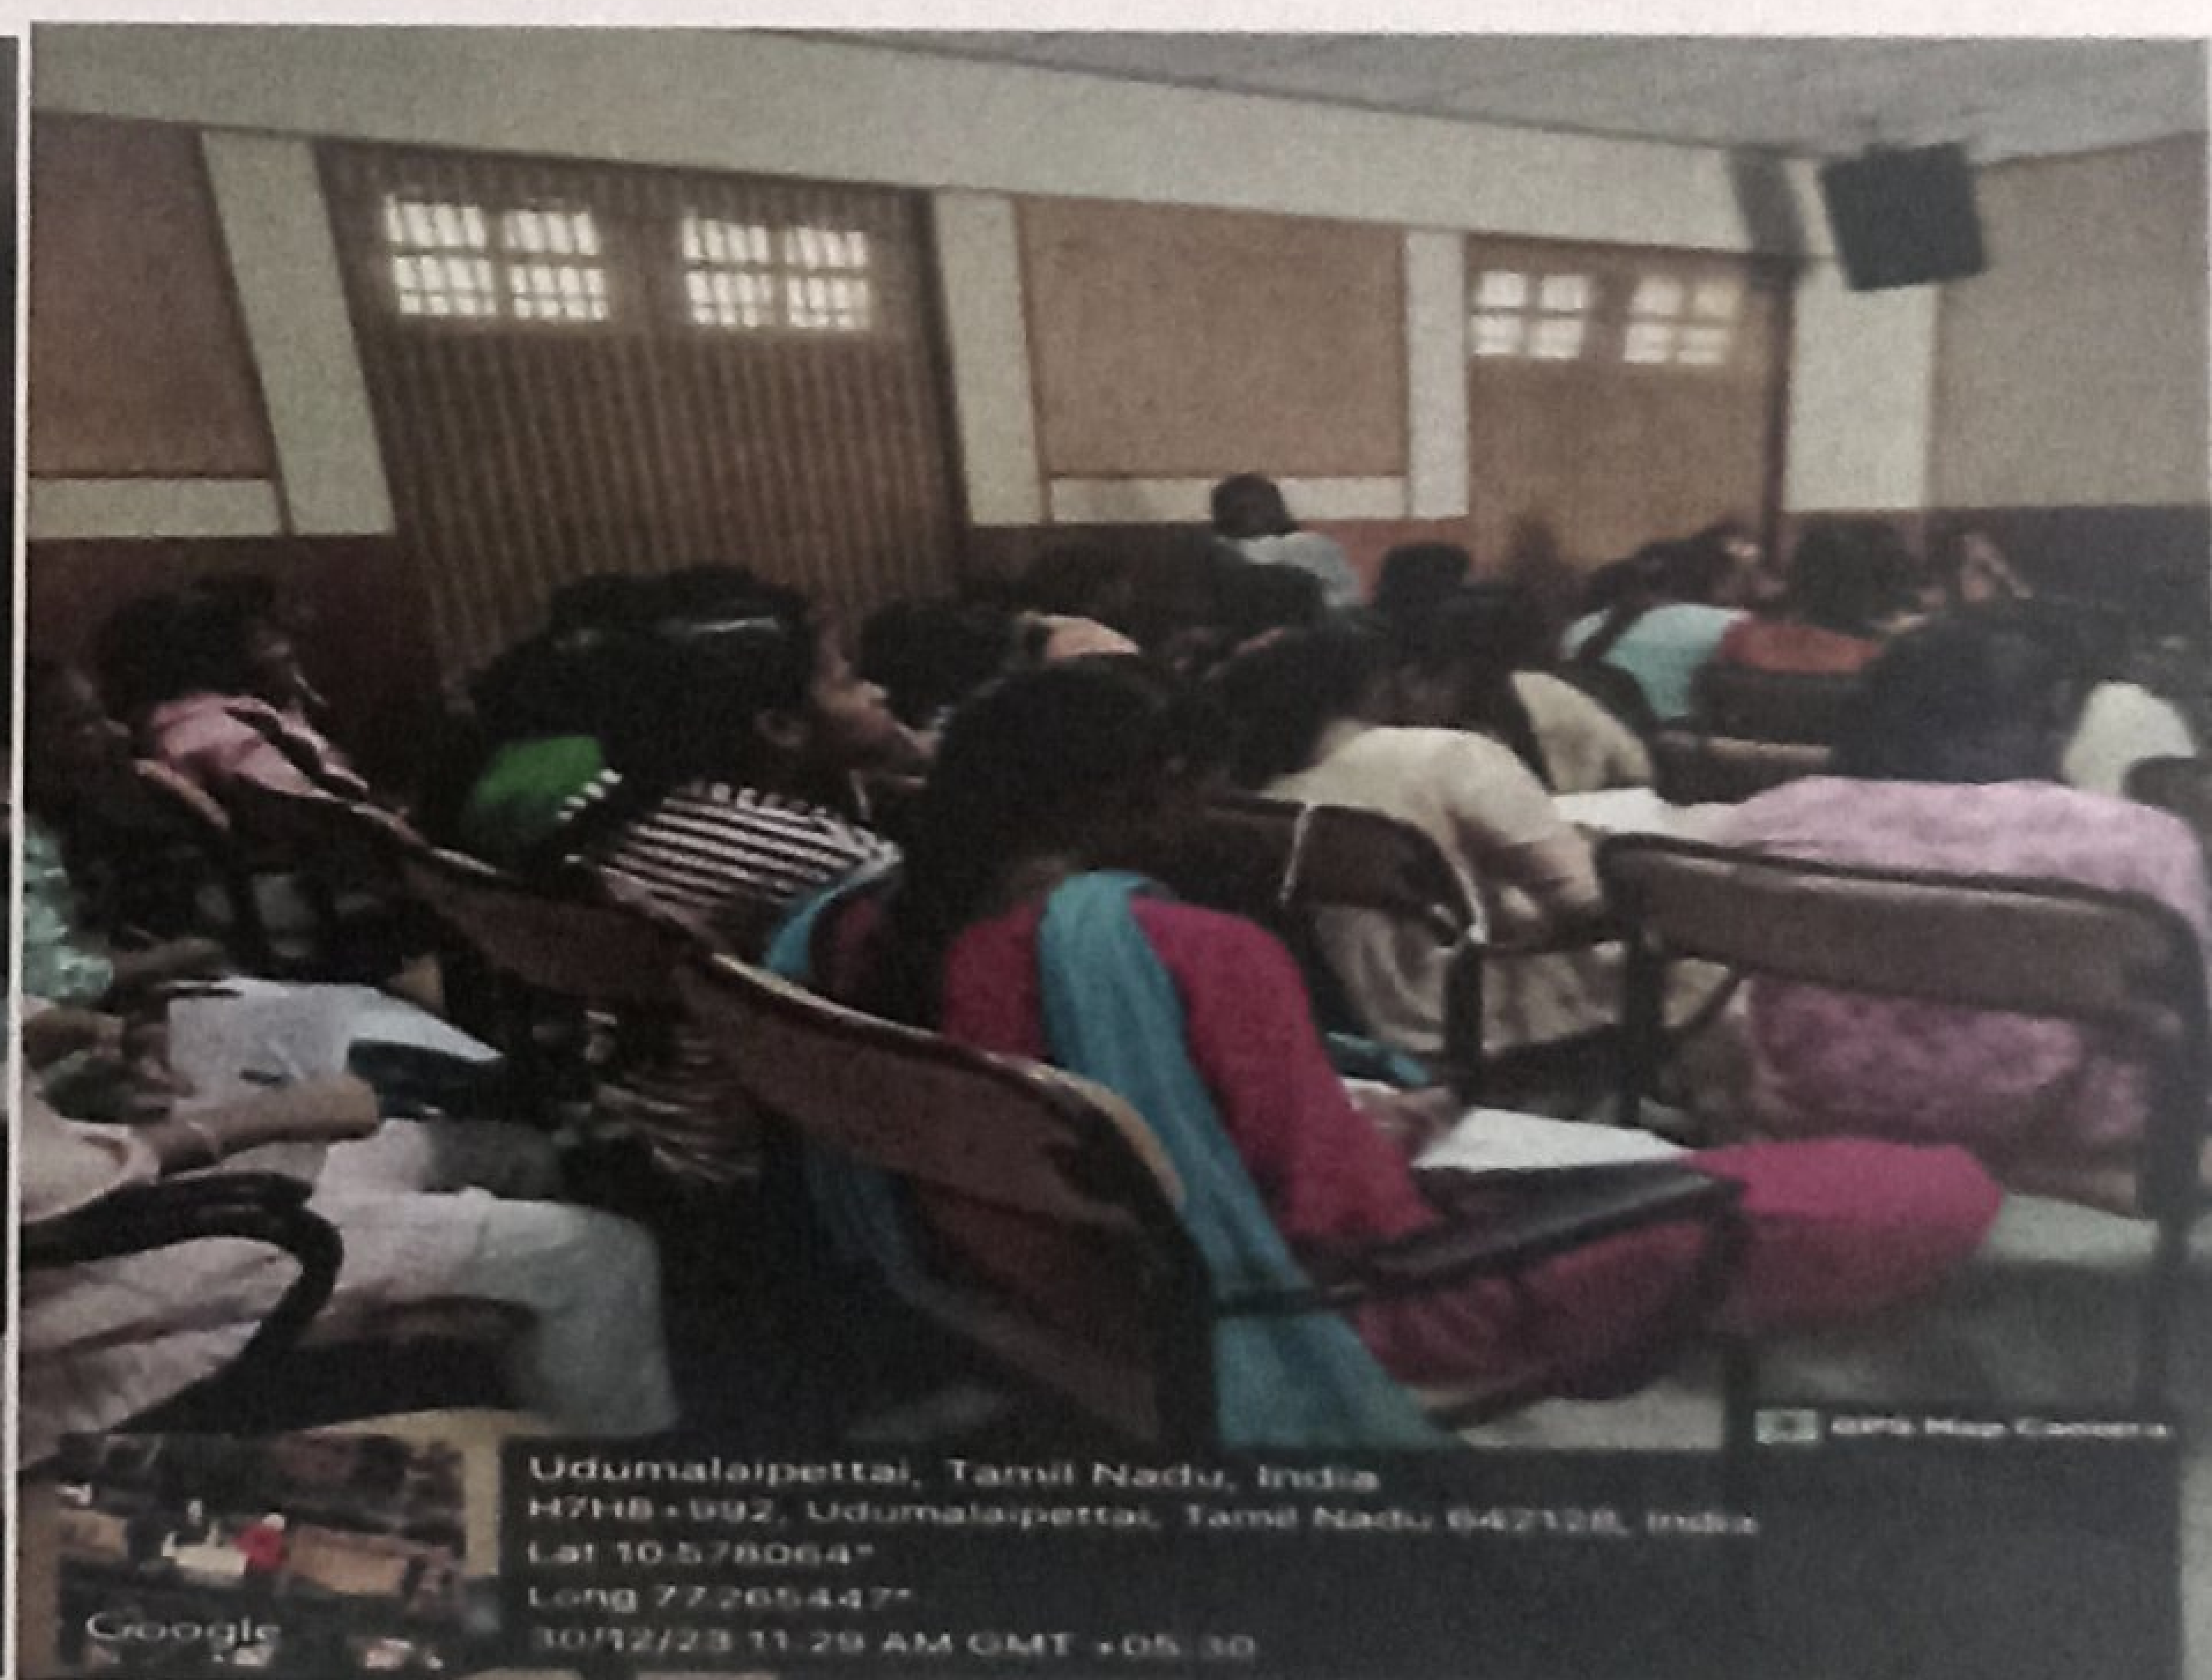 GPS Map Camera
Udumalaipettai, Tamil Nadu, India
H7H8+992, Udumalaipettai, Tamil Nadu 642128, India
Lat 10.578064°
Long 77.265447°
30/12/23 11:29 AM GMT +05:30
Google